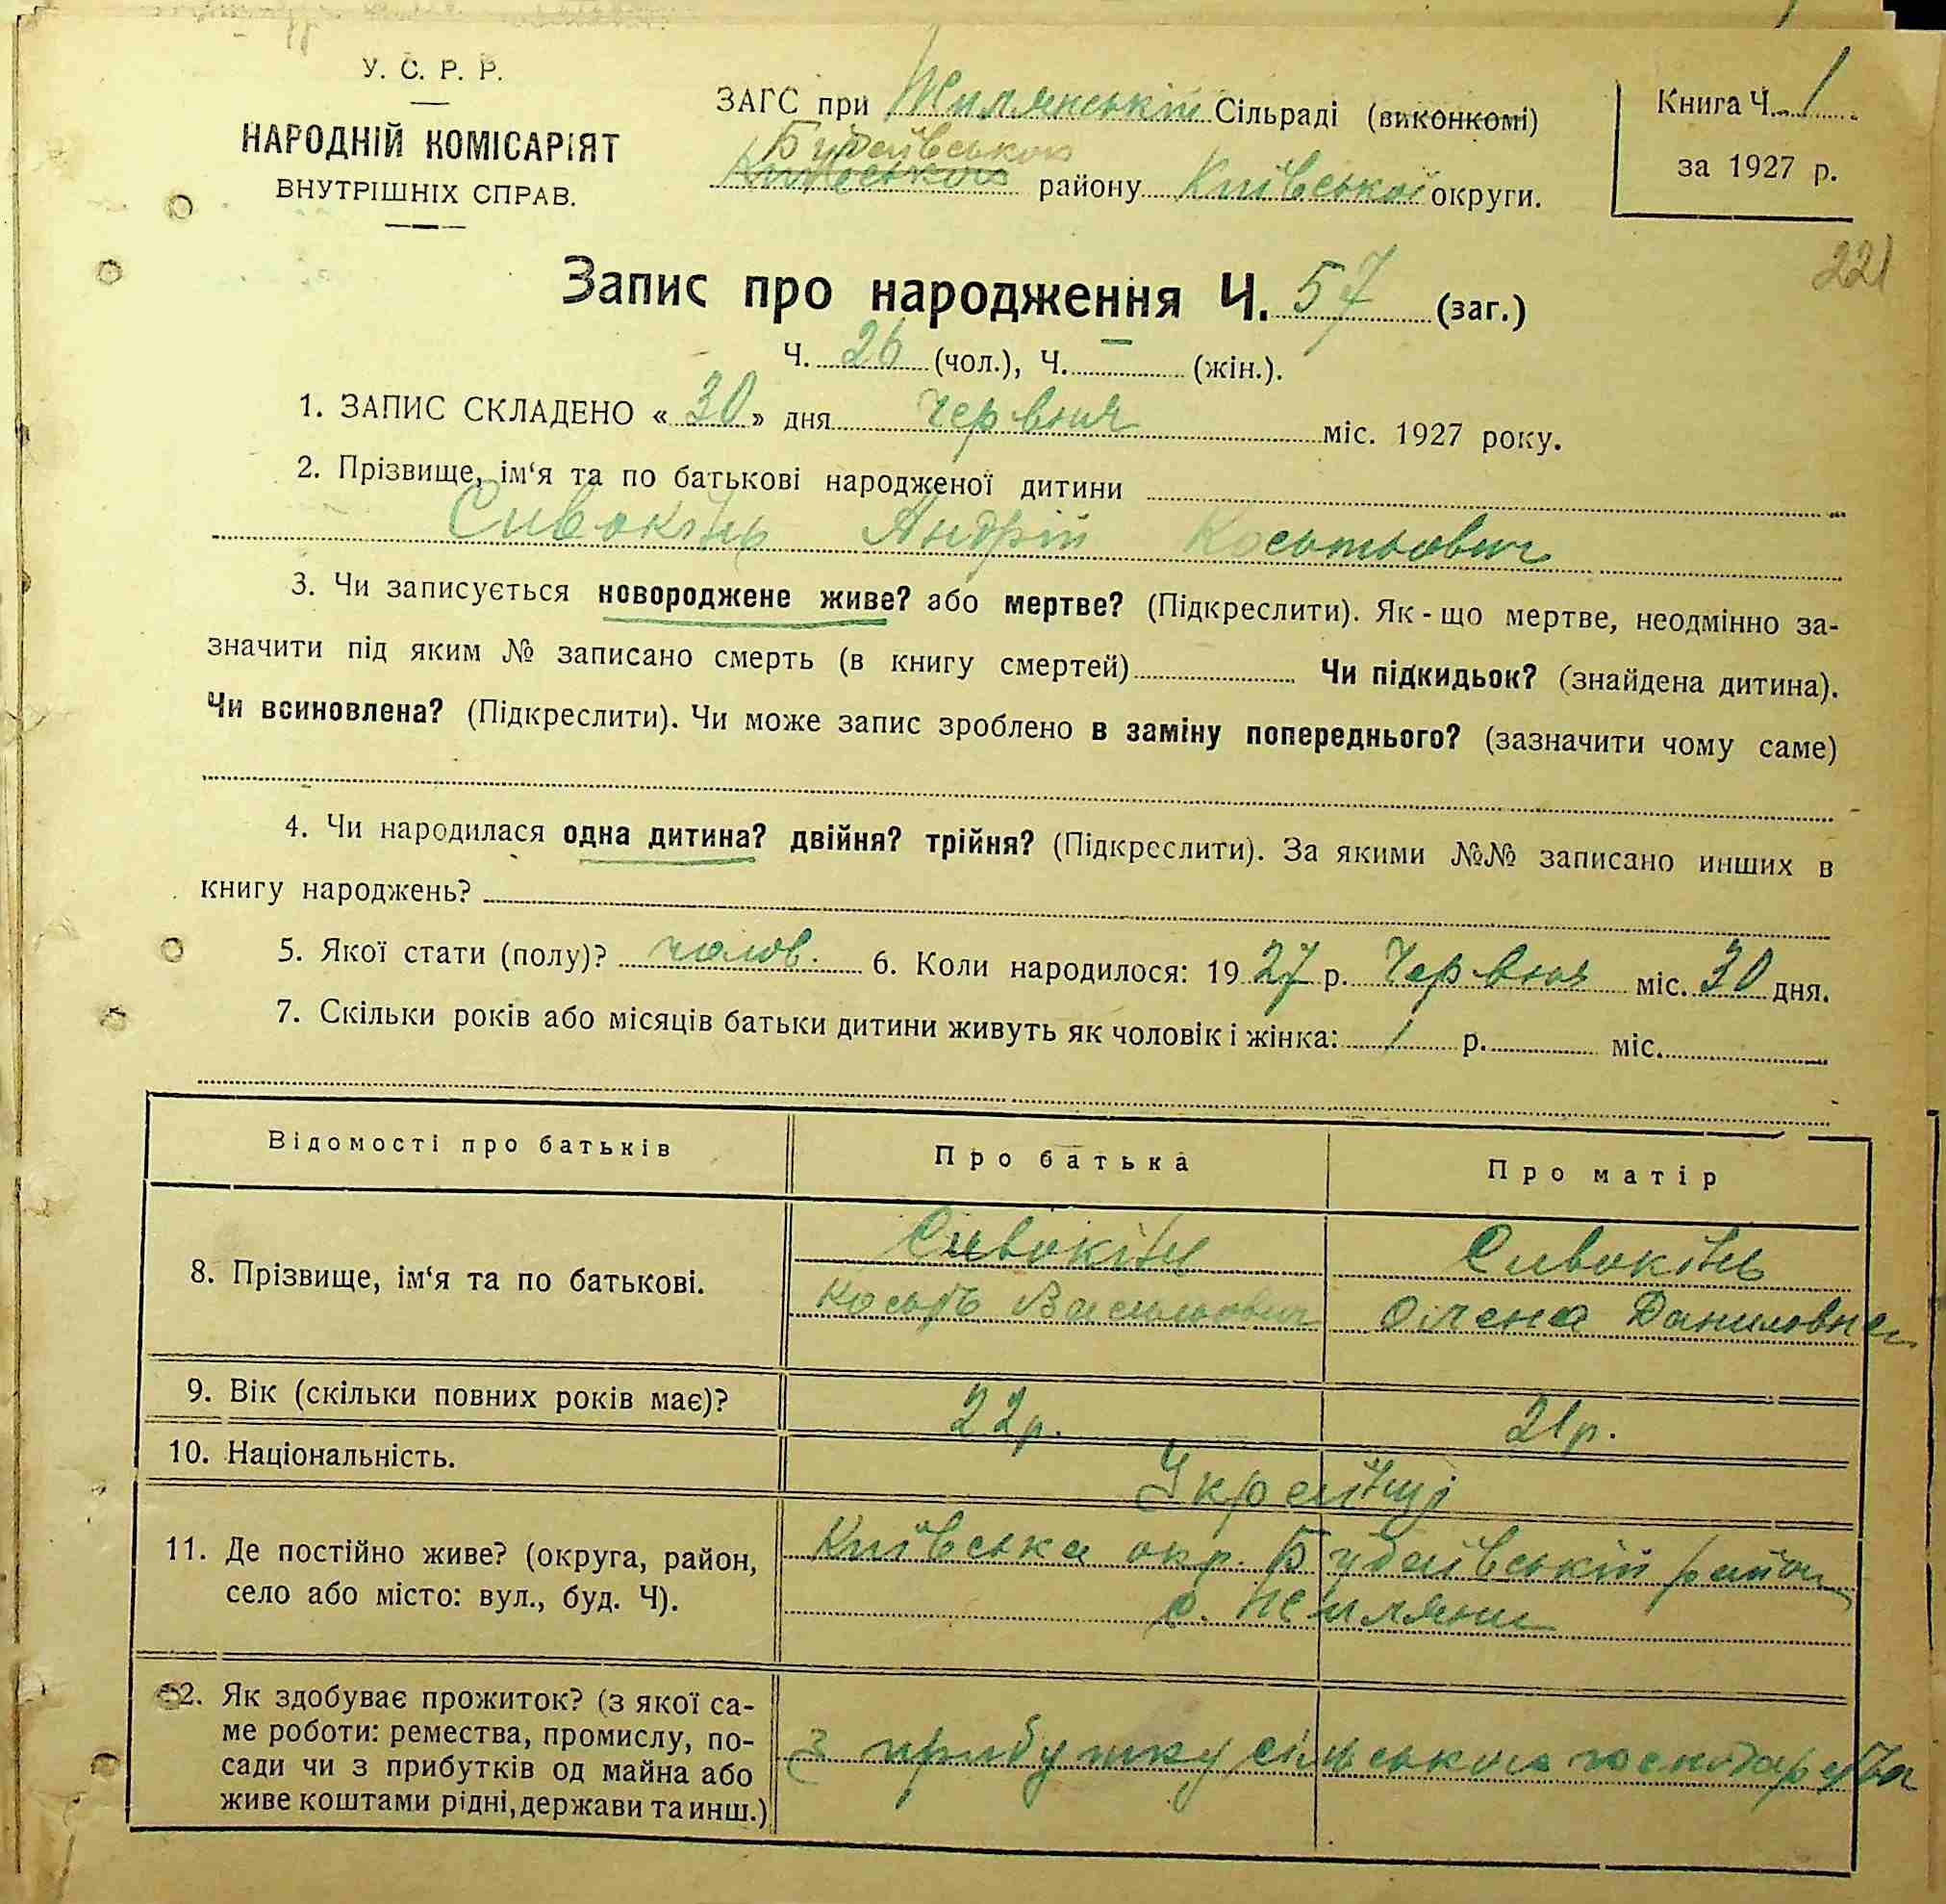 У. С. Р. Р.
НАРОДНІЙ КОМІСАРІЯТ
ВНУТРІШНІХ СПРАВ.
ЗАГС при Жилянській Сільраді (виконкомі)
Будаївського
Київського району Київської округи.
Книга Ч. 1
за 1927 р.
221
Запис про народження Ч. 57 (заг.)
Ч. 26 (чол.), Ч. — (жін.).
1. ЗАПИС СКЛАДЕНО «30» дня червня міс. 1927 року.
2. Прізвище, ім‘я та по батькові народженої дитини
Сивокінь Андрій Костьович
3. Чи записується новороджене живе? або мертве? (Підкреслити). Як-що мертве, неодмінно за-
значити під яким № записано смерть (в книгу смертей) Чи підкидьок? (знайдена дитина).
Чи всиновлена? (Підкреслити). Чи може запис зроблено в заміну попереднього? (зазначити чому саме)
4. Чи народилася одна дитина? двійня? трійня? (Підкреслити). За якими №№ записано инших в
книгу народжень?
5. Якої стати (полу)? чолов. 6. Коли народилося: 1927 р. Червня міс. 30 дня.
7. Скільки років або місяців батьки дитини живуть як чоловік і жінка: 1 р. міс.
Відомості про батьків Про батька Про матір
8. Прізвище, ім‘я та по батькові. Сивокінь Сивокінь
Кость Васильович Олена Даниловна
9. Вік (скільки повних років має)? 22р. 21р.
10. Національність. Українці
11. Де постійно живе? (округа, район, Київська окр. Будаївський район
село або місто: вул., буд. Ч). с. Жиляни
12. Як здобуває прожиток? (з якої са-
ме роботи: ремества, промислу, по-
сади чи з прибутків од майна або з прибутку сільського господарства
живе коштами рідні, держави та инш.)